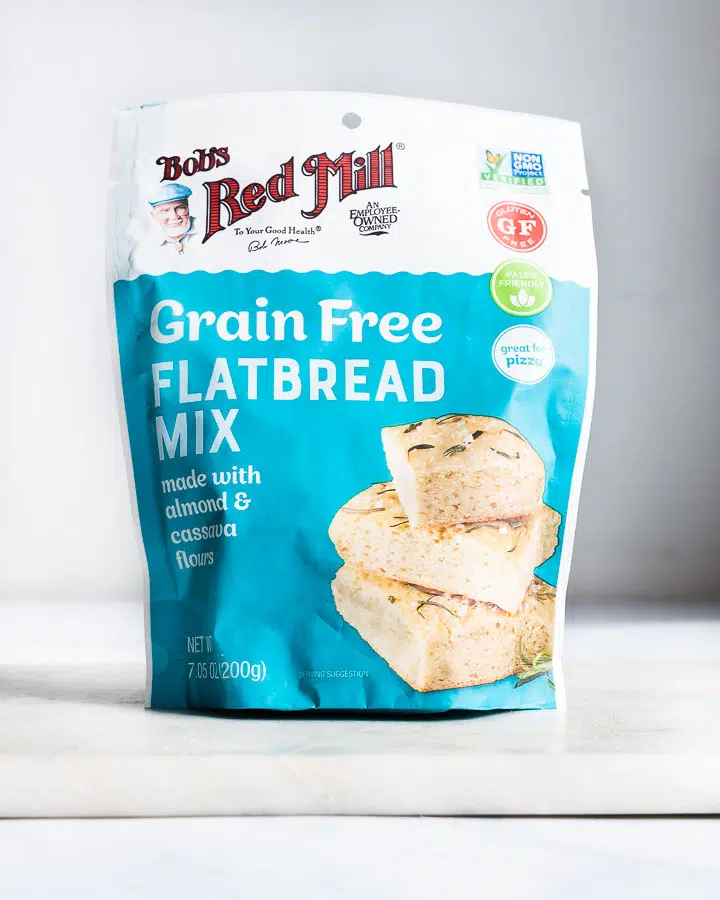 Bob's
Red Mill®
To Your Good Health®
Bob Moore
AN
EMPLOYEE-
OWNED
COMPANY
NON
GMO
Project
VERIFIED
GLUTEN
GF
FREE
PALEO
FRIENDLY
great for
pizza
Grain Free
FLATBREAD
MIX
made with
almond &
cassava
flours
NET WT
7.05 OZ (200g)
SERVING SUGGESTION